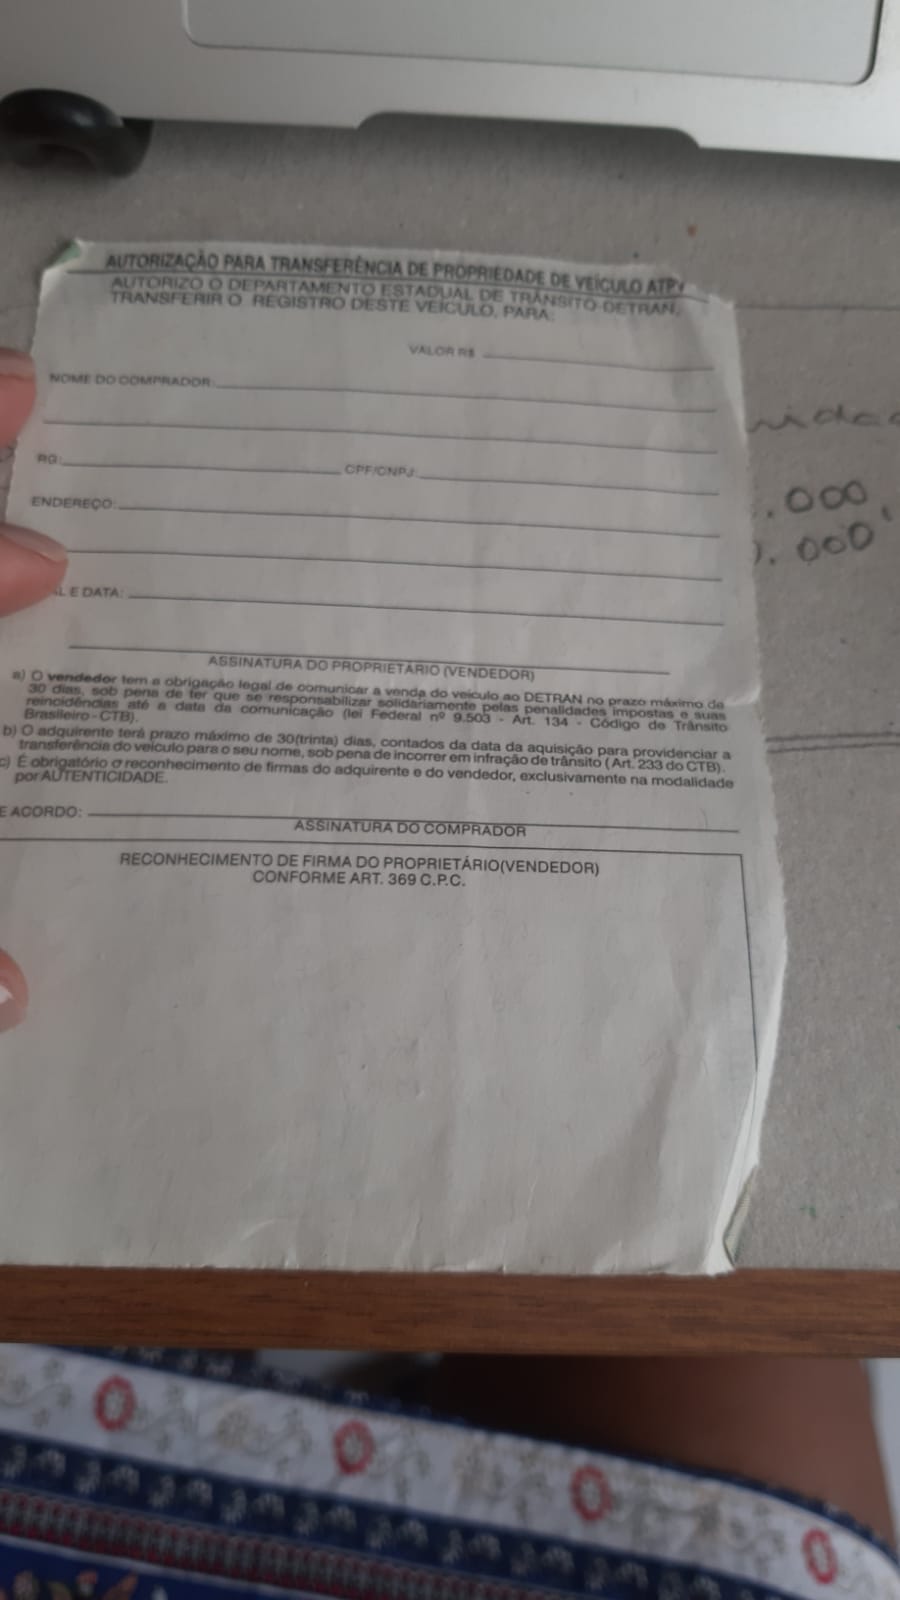 AUTORIZAÇÃO PARA TRANSFERÊNCIA DE PROPRIEDADE DE VEÍCULO ATPV
AUTORIZO O DEPARTAMENTO ESTADUAL DE TRÂNSITO-DETRAN,
TRANSFERIR O REGISTRO DESTE VEÍCULO, PARA:
VALOR R$
NOME DO COMPRADOR:
RG: CPF/CNPJ:
ENDEREÇO:
L E DATA:
ASSINATURA DO PROPRIETÁRIO (VENDEDOR)
a) O vendedor tem a obrigação legal de comunicar a venda do veículo ao DETRAN no prazo máximo de
30 dias, sob pena de ter que se responsabilizar solidariamente pelas penalidades impostas e suas
reincidências até a data da comunicação (lei Federal nº 9.503 - Art. 134 - Código de Trânsito
Brasileiro - CTB).
b) O adquirente terá prazo máximo de 30(trinta) dias, contados da data da aquisição para providenciar a
transferência do veículo para o seu nome, sob pena de incorrer em infração de trânsito ( Art. 233 do CTB).
c) É obrigatório o reconhecimento de firmas do adquirente e do vendedor, exclusivamente na modalidade
por AUTENTICIDADE.
E ACORDO:
ASSINATURA DO COMPRADOR
RECONHECIMENTO DE FIRMA DO PROPRIETÁRIO(VENDEDOR)
CONFORME ART. 369 C.P.C.
.000
. 000